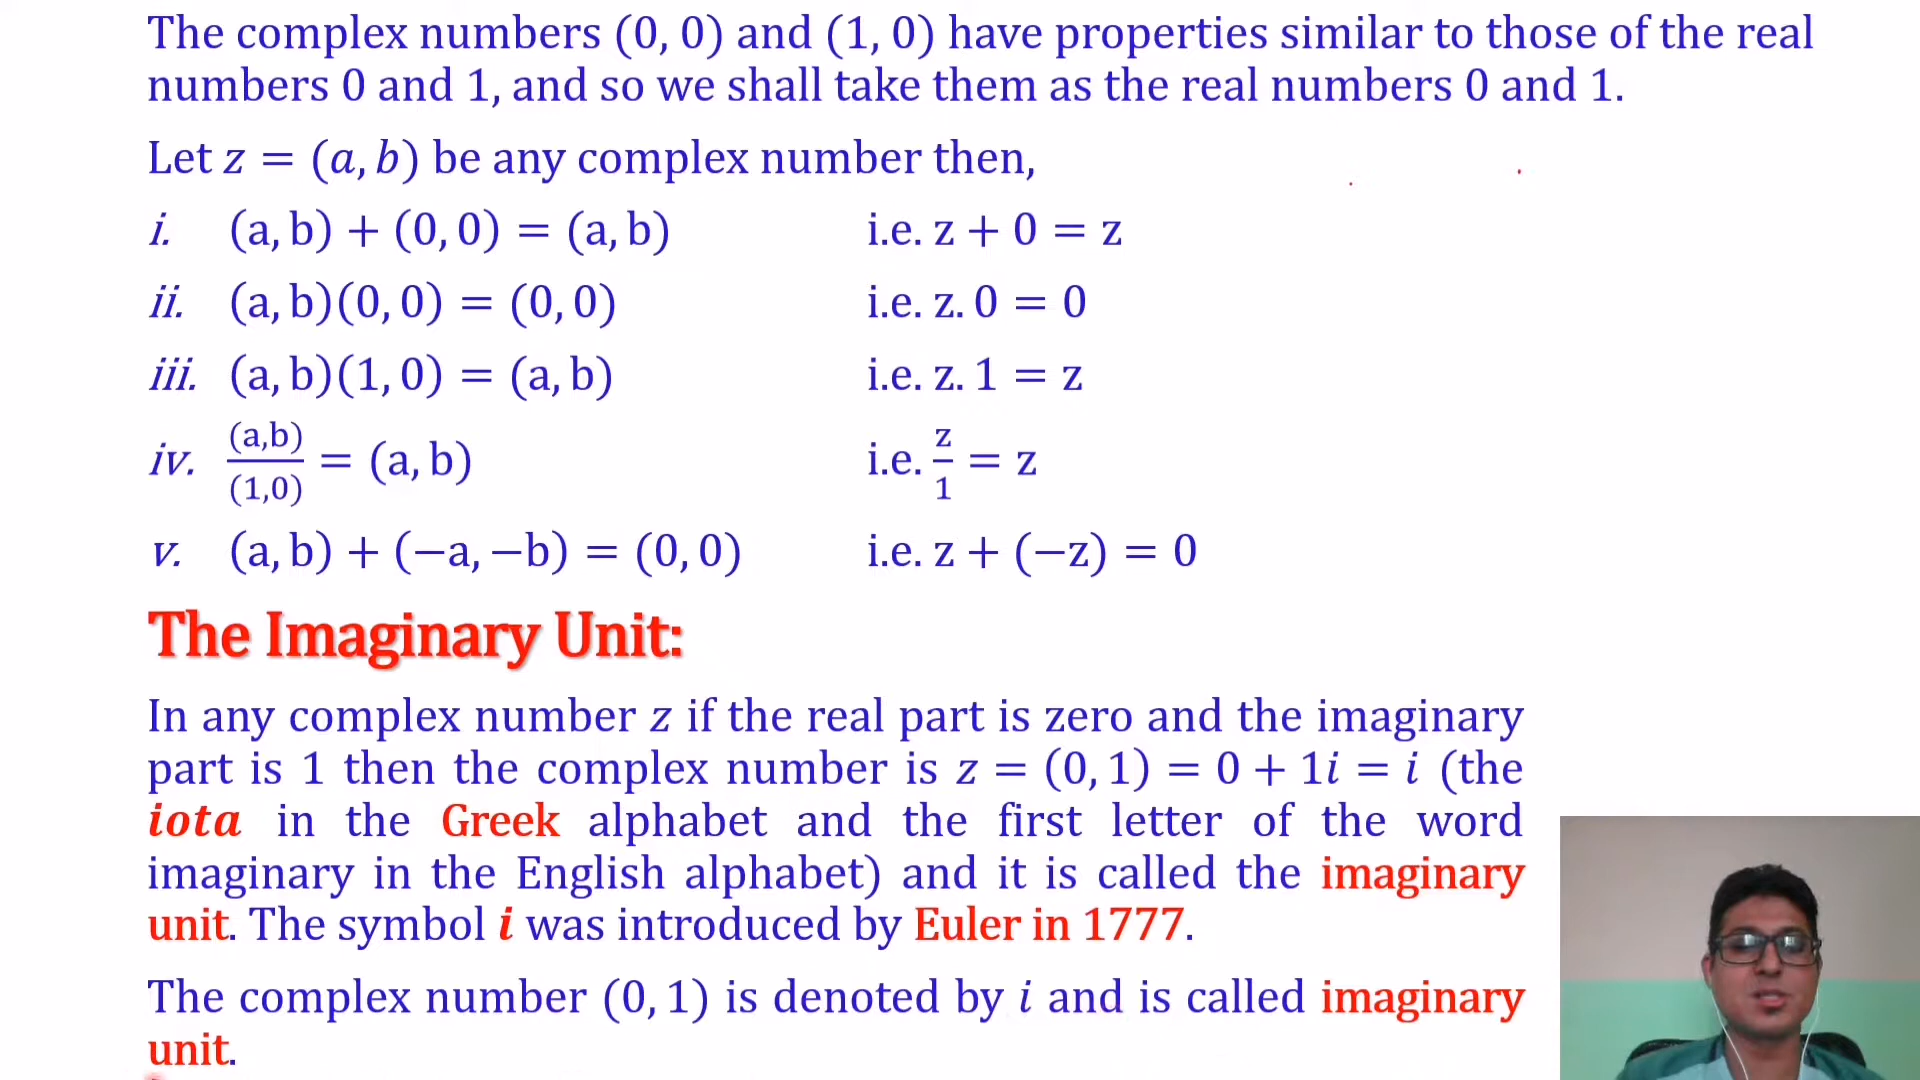 The complex numbers (0, 0) and (1, 0) have properties similar to those of the real
numbers 0 and 1, and so we shall take them as the real numbers 0 and 1.
Let z = (a, b) be any complex number then,
i. (a, b) + (0, 0) = (a, b) i.e. z + 0 = z
ii. (a, b)(0, 0) = (0, 0) i.e. z. 0 = 0
iii. (a, b)(1, 0) = (a, b) i.e. z. 1 = z
iv. (a,b)/(1,0) = (a, b) i.e. z/1 = z
v. (a, b) + (−a, −b) = (0, 0) i.e. z + (−z) = 0
The Imaginary Unit:
In any complex number z if the real part is zero and the imaginary
part is 1 then the complex number is z = (0, 1) = 0 + 1i = i (the
iota in the Greek alphabet and the first letter of the word
imaginary in the English alphabet) and it is called the imaginary
unit. The symbol i was introduced by Euler in 1777.
The complex number (0, 1) is denoted by i and is called imaginary
unit.